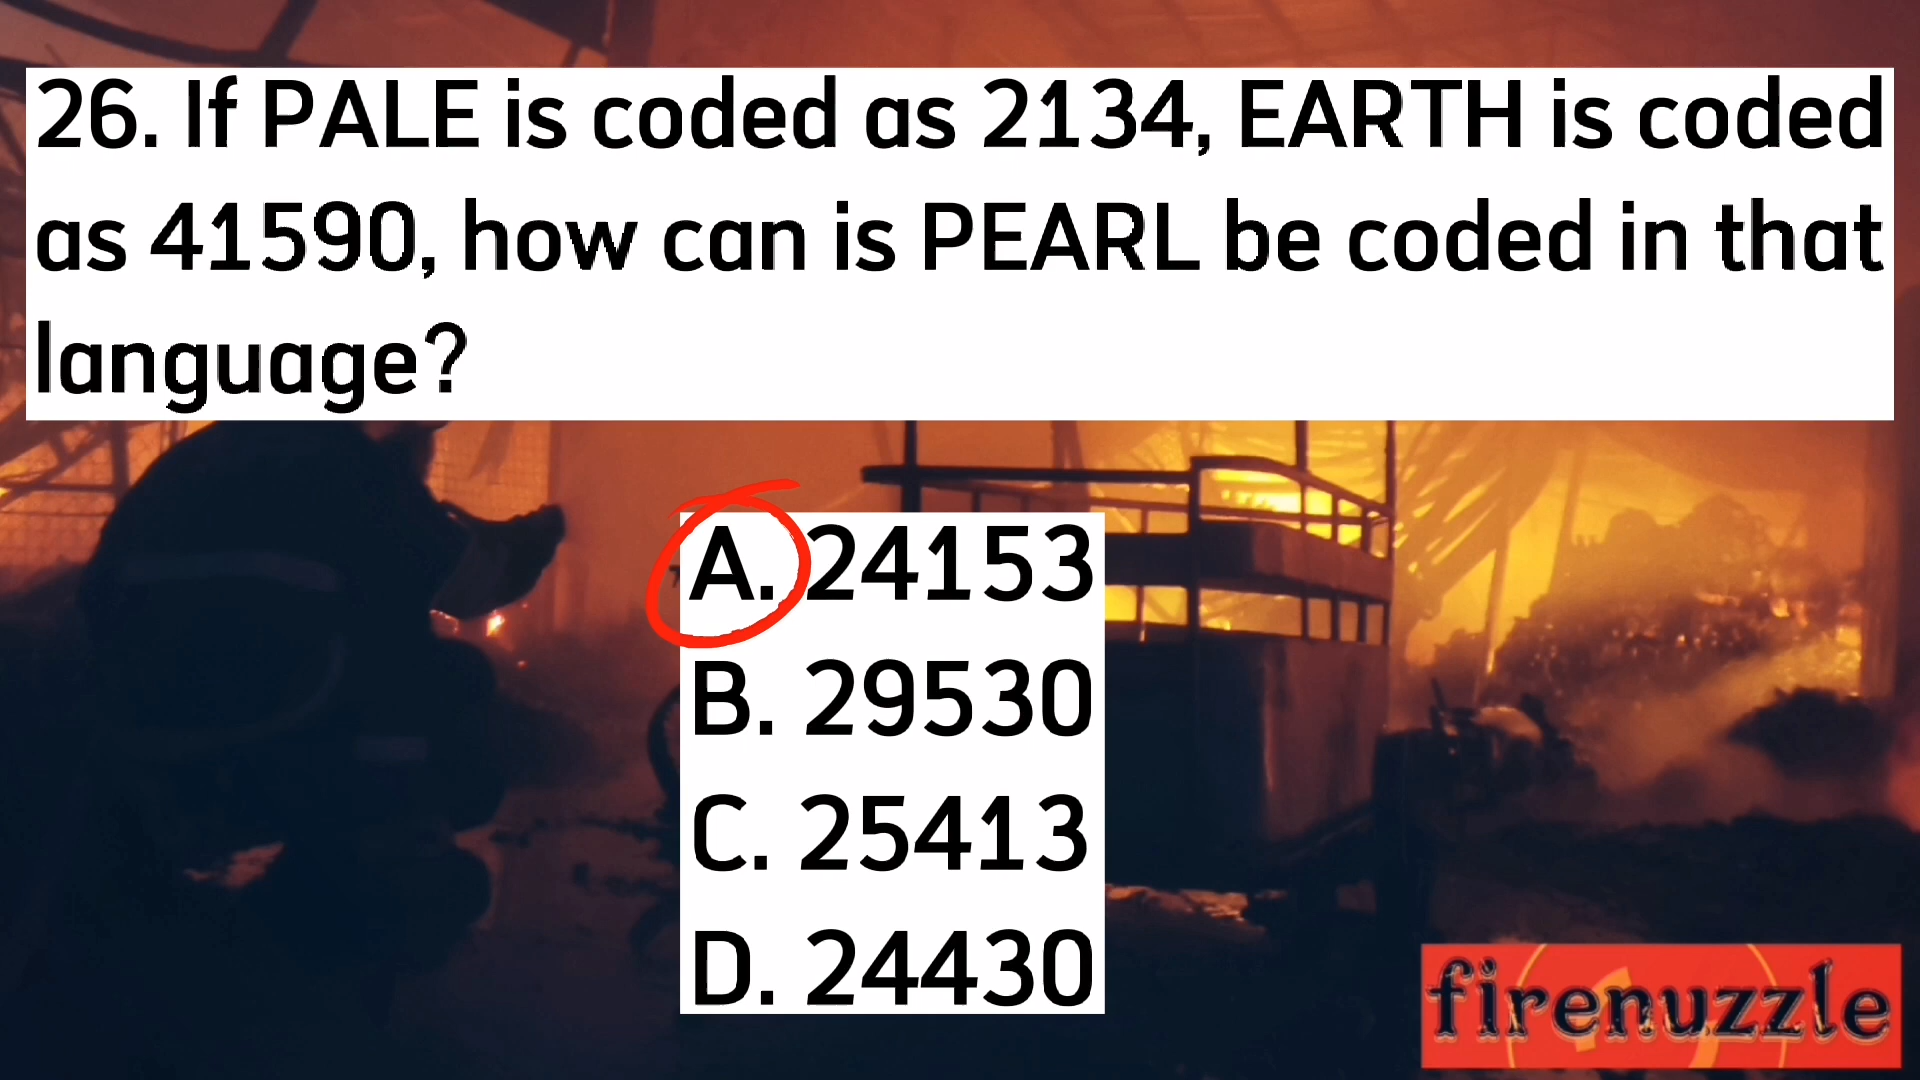 26. If PALE is coded as 2134, EARTH is coded
as 41590, how can is PEARL be coded in that
language?
A. 24153
B. 29530
C. 25413
D. 24430
firenuzzle